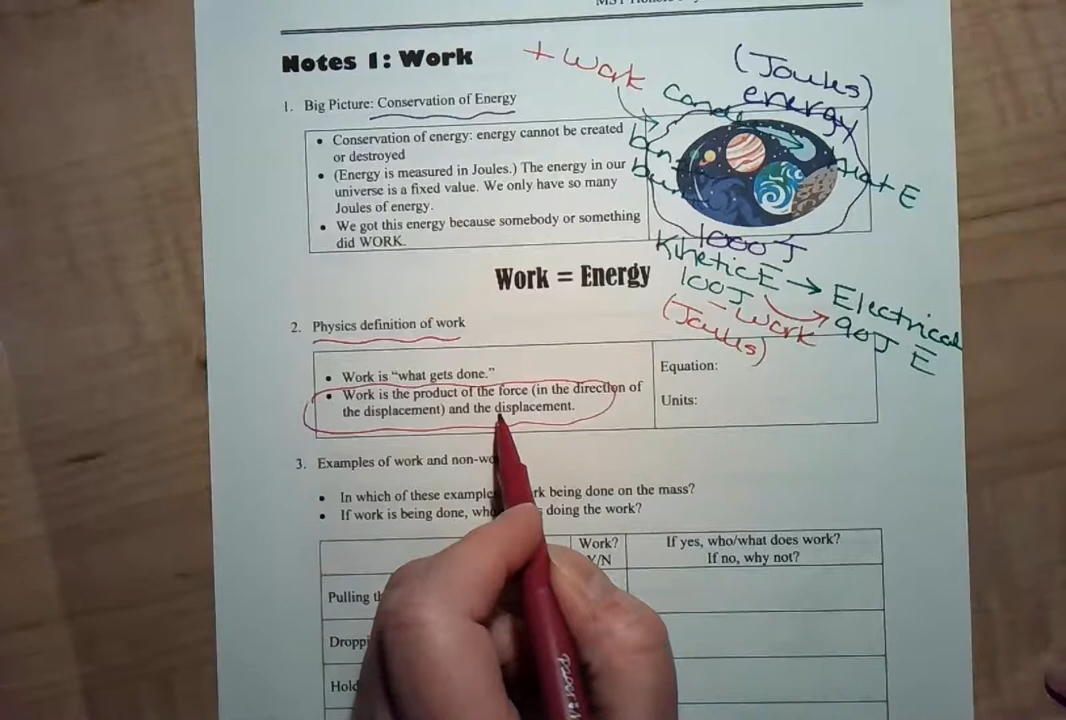 Notes 1: Work
+ Work
(Joules)
energy
1. Big Picture: Conservation of Energy
• Conservation of energy: energy cannot be created
or destroyed
• (Energy is measured in Joules.) The energy in our
universe is a fixed value. We only have so many
Joules of energy.
• We got this energy because somebody or something
did WORK.
1000 J
Kinetic E → Electrical
100J
90J E
- Work
(Joules)
Work = Energy
2. Physics definition of work
• Work is “what gets done.”
• Work is the product of the force (in the direction of
the displacement) and the displacement.
Equation:
Units:
3. Examples of work and non-wo
• In which of these example rk being done on the mass?
• If work is being done, who doing the work?
Work?
Y/N
If yes, who/what does work?
If no, why not?
Pulling
Droppi
Hold